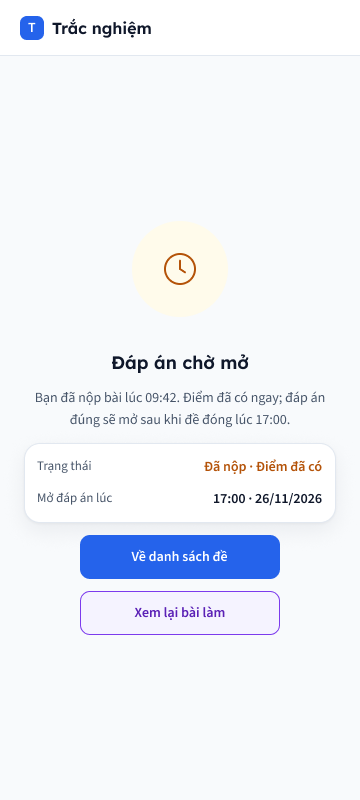 T Trắc nghiệm
Đáp án chờ mở
Bạn đã nộp bài lúc 09:42. Điểm đã có ngay; đáp án
đúng sẽ mở sau khi đề đóng lúc 17:00.
Trạng thái Đã nộp · Điểm đã có
Mở đáp án lúc 17:00 · 26/11/2026
Về danh sách đề
Xem lại bài làm